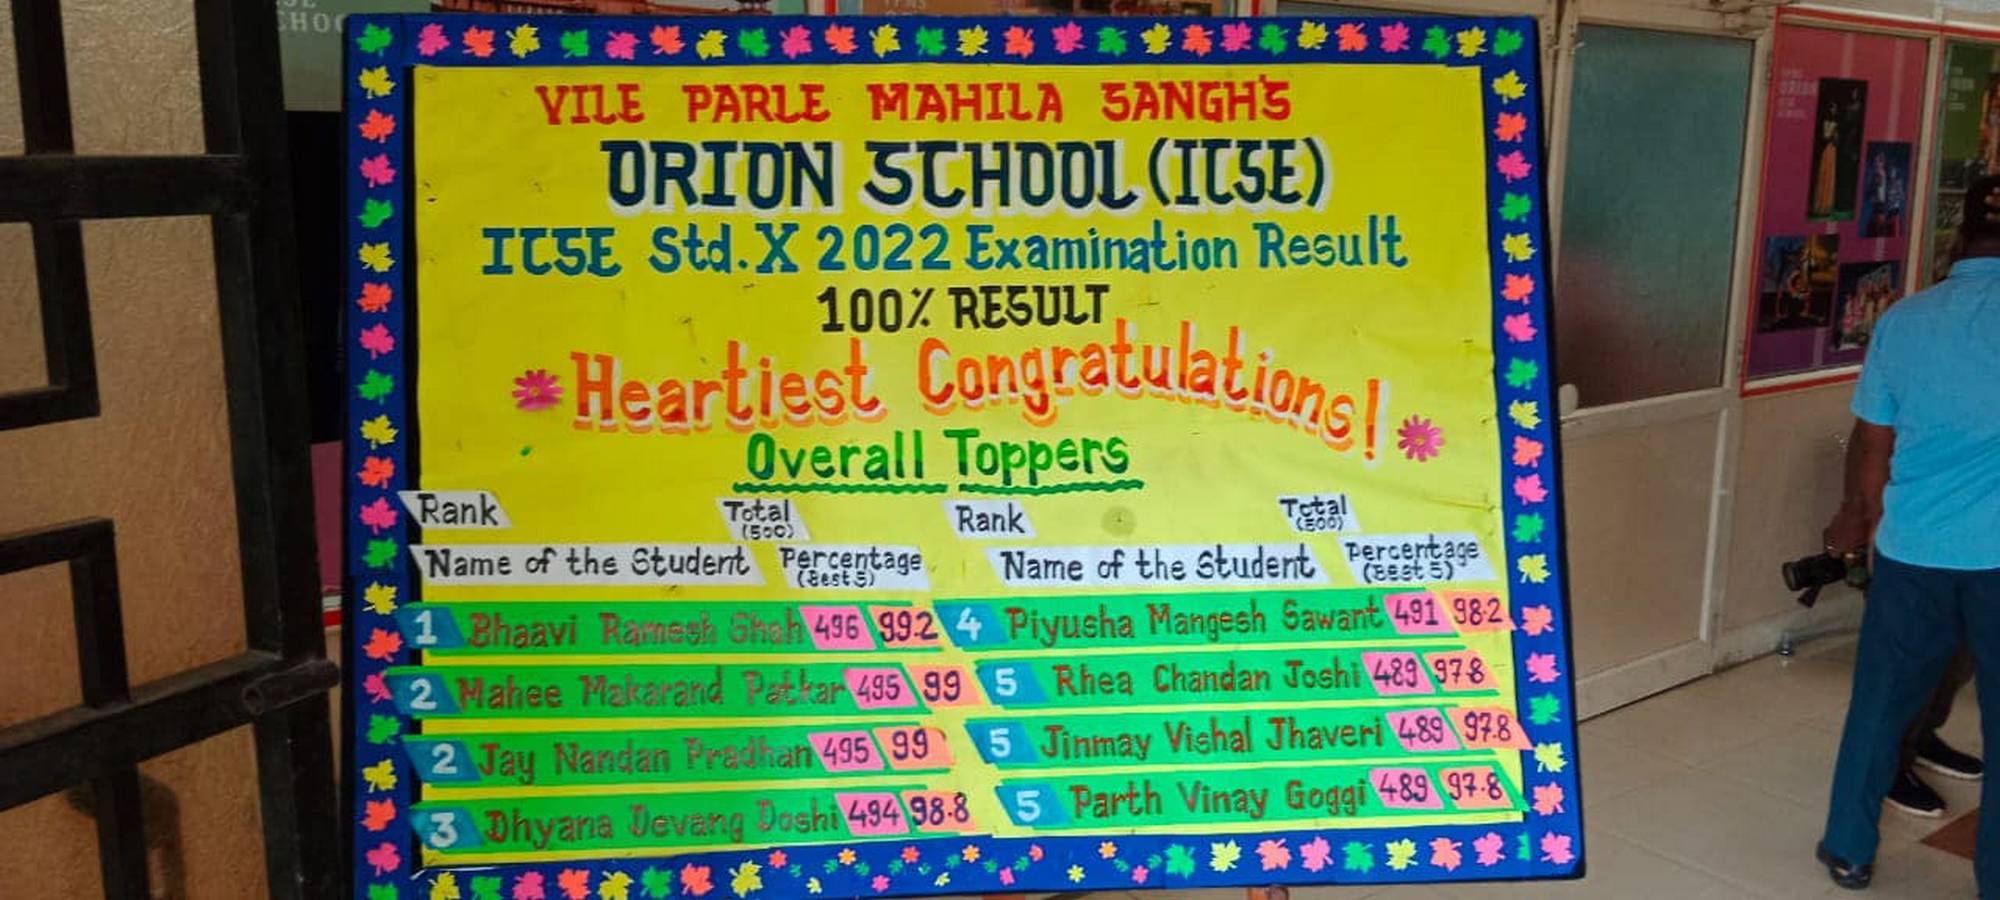 VILE PARLE MAHILA SANGH'S
ORION SCHOOL (ICSE)
ICSE Std. X 2022 Examination Result
100% RESULT
Heartiest Congratulations!
Overall Toppers
Rank Total (500)
Name of the Student Percentage (Best 5)
1 Bhaavi Ramesh Shah 496 99.2
2 Mahee Makarand Patkar 495 99
2 Jay Nandan Pradhan 495 99
3 Dhyana Devang Doshi 494 98.8
Rank Total (500)
Name of the Student Percentage (Best 5)
4 Piyusha Mangesh Sawant 491 98.2
5 Rhea Chandan Joshi 489 97.8
5 Jinmay Vishal Jhaveri 489 97.8
5 Parth Vinay Goggi 489 97.8